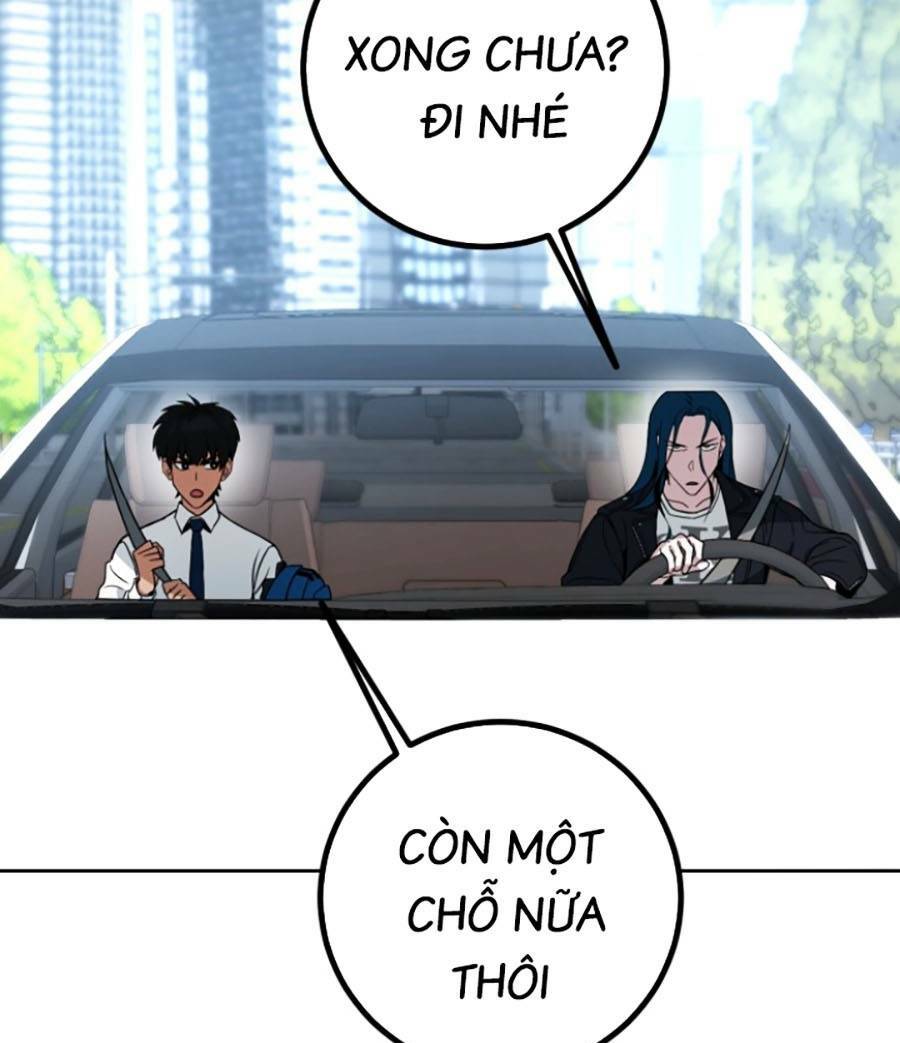 XONG CHƯA?
ĐI NHÉ
CÒN MỘT
CHỖ NỮA
THÔI